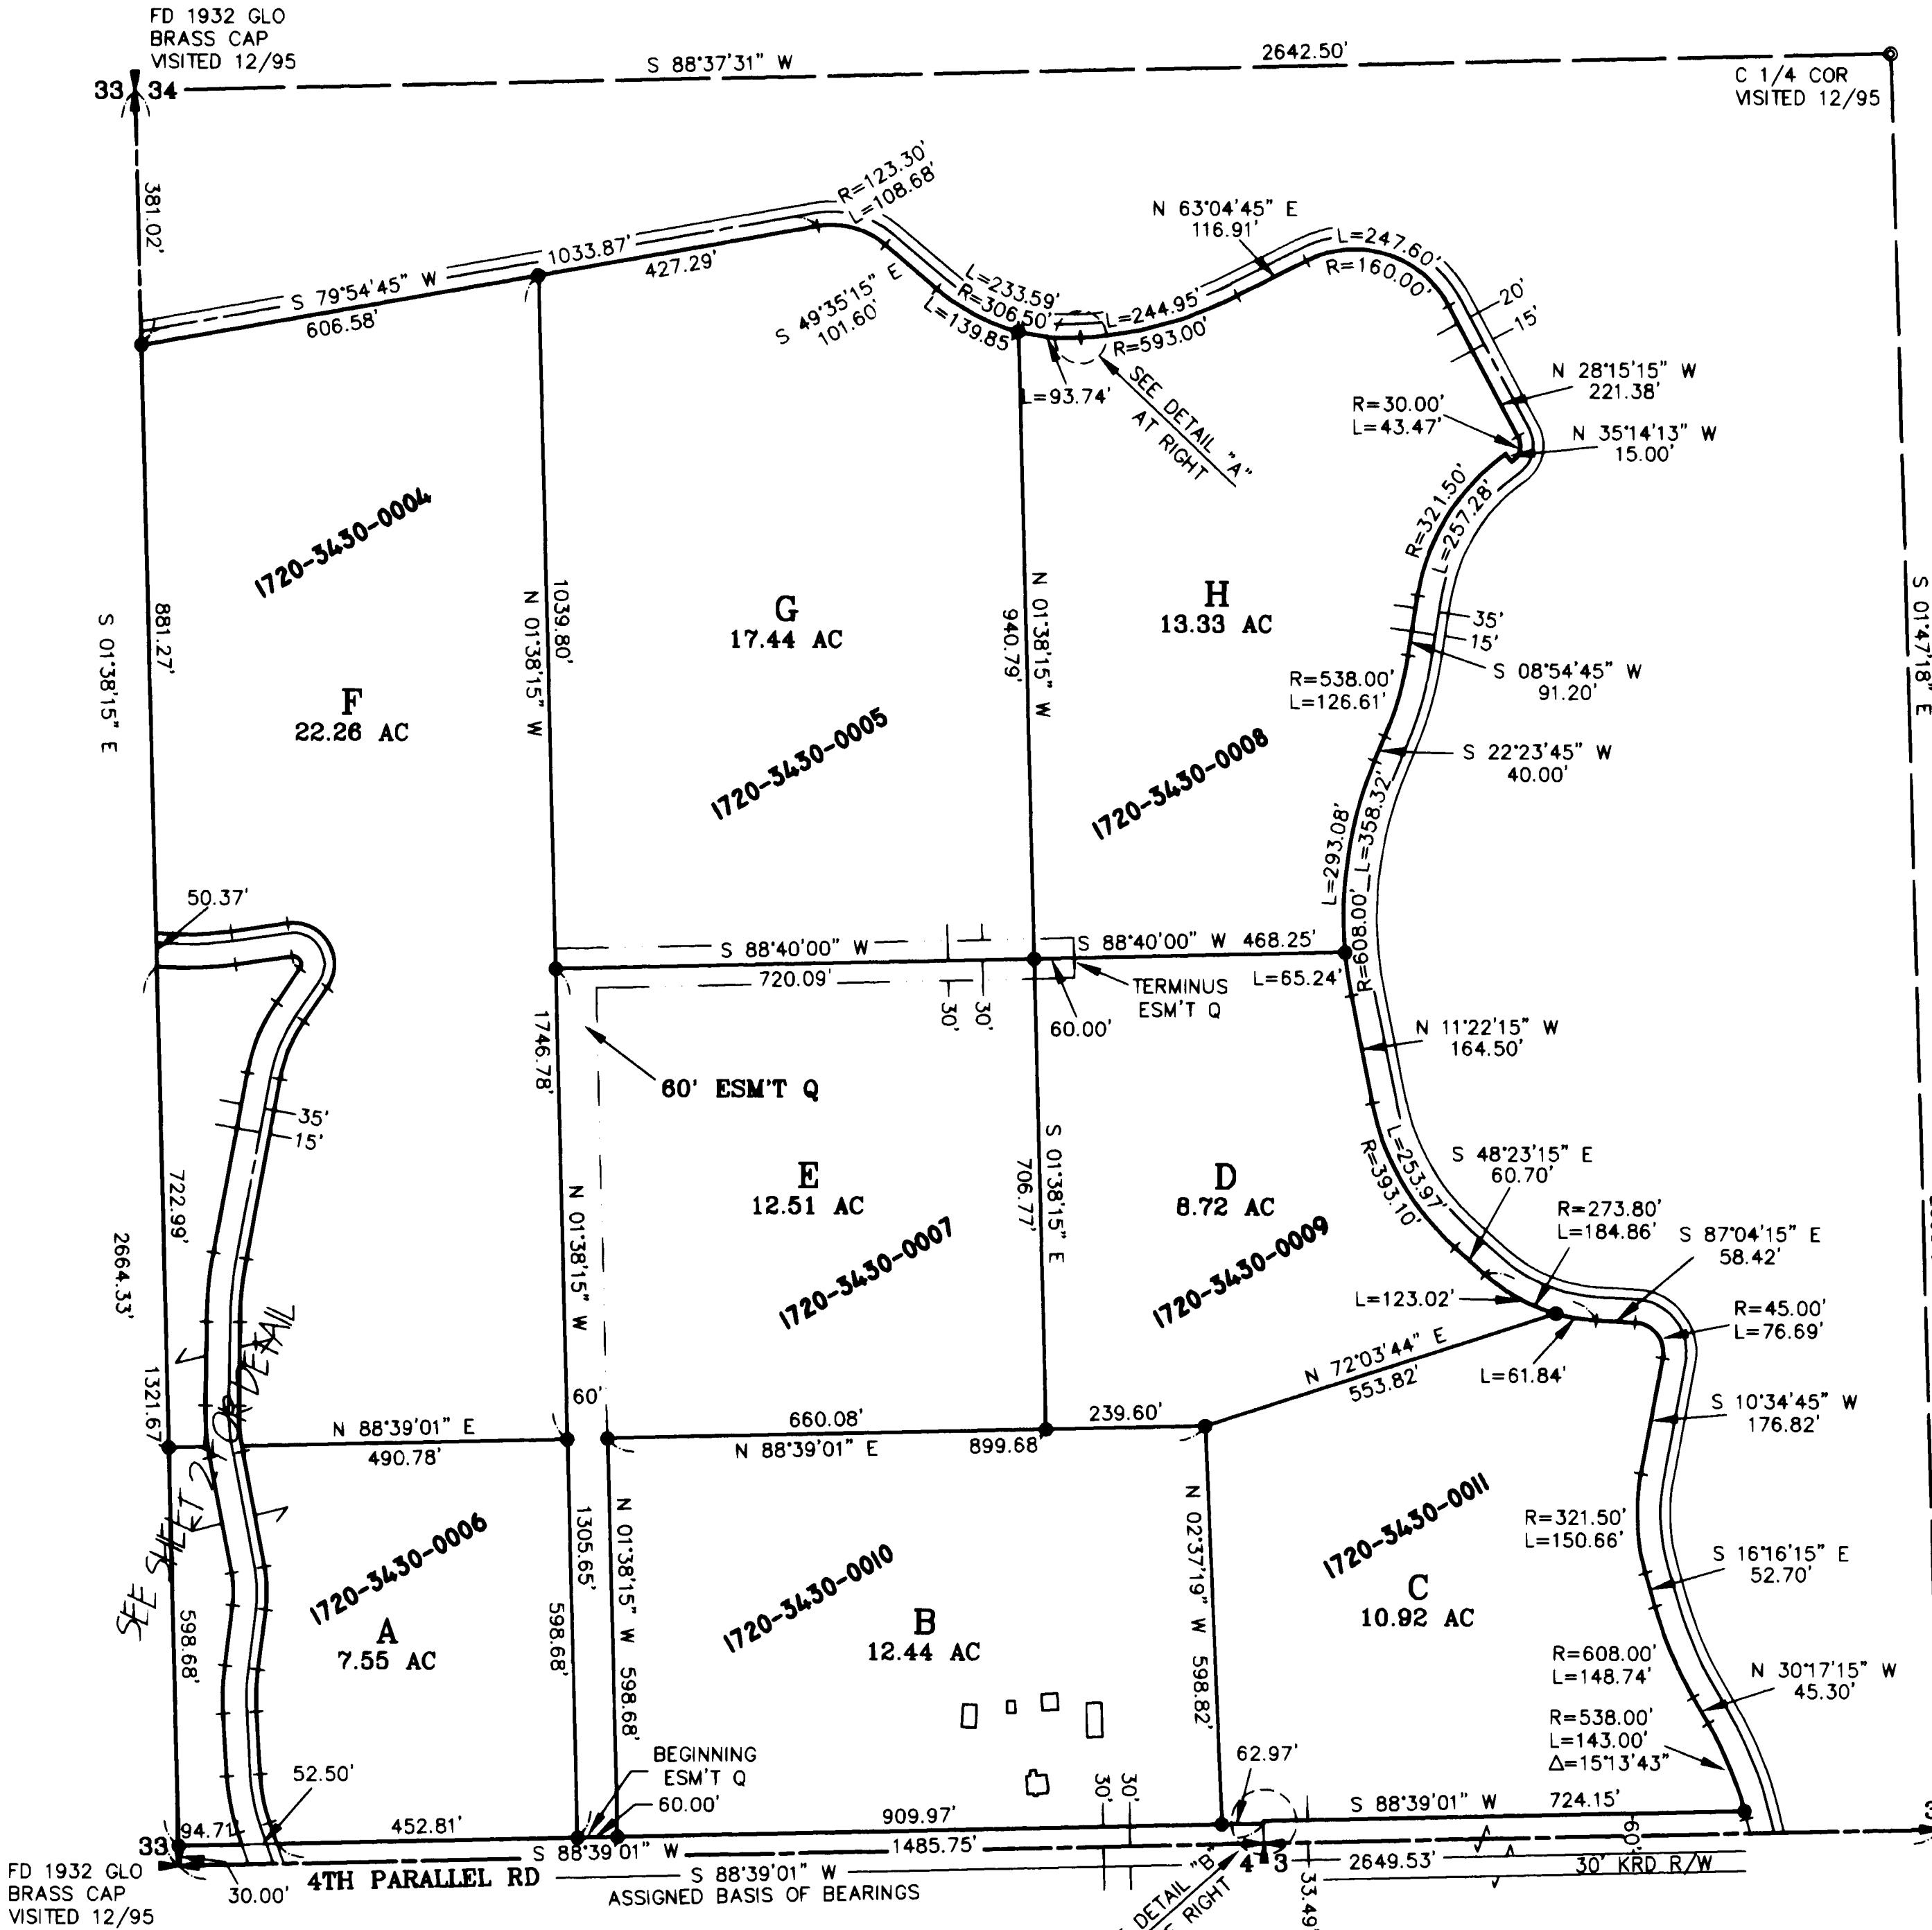 FD 1932 GLO
BRASS CAP
VISITED 12/95
S 88°37'31" W
2642.50'
33
34
C 1/4 COR
VISITED 12/95
381.02'
R=123.30'
L=108.68'
N 63°04'45" E
116.91'
L=247.60'
R=160.00'
1033.87'
427.29'
S 79°54'45" W
606.58'
S 49°35'15" E
101.60'
L=233.59'
R=306.50'
L=139.85'
L=244.95'
R=593.00'
20'
15'
L=93.74'
SEE DETAIL "A"
AT RIGHT
N 28°15'15" W
221.38'
R=30.00'
L=43.47'
N 35°14'13" W
15.00'
R=321.50'
L=257.28'
1720-3430-0004
S 01°38'15" E
881.27'
N 01°38'15" W
1039.80'
G
17.44 AC
N 01°38'15" W
940.79'
H
13.33 AC
35'
15'
S 01°47'18" E
F
22.26 AC
1720-3430-0005
1720-3430-0008
R=538.00'
L=126.61'
S 08°54'45" W
91.20'
S 22°23'45" W
40.00'
L=293.08'
R=608.00'
L=358.32'
50.37'
S 88°40'00" W
720.09'
S 88°40'00" W 468.25'
L=65.24'
TERMINUS
ESM'T Q
30'
30'
60.00'
1746.78'
60' ESM'T Q
N 11°22'15" W
164.50'
35'
15'
722.99'
2664.33'
N 01°38'15" W
E
12.51 AC
S 01°38'15" E
706.77'
D
8.72 AC
R=393.10'
L=253.97'
S 48°23'15" E
60.70'
R=273.80'
L=184.86'
S 87°04'15" E
58.42'
1720-3430-0007
1720-3430-0009
L=123.02'
R=45.00'
L=76.69'
N 72°03'44" E
553.82'
L=61.84'
SEE SHEET 2 FOR DETAIL
1321.67'
60'
N 88°39'01" E
490.78'
660.08'
239.60'
N 88°39'01" E
899.68'
S 10°34'45" W
176.82'
1720-3430-0006
A
7.55 AC
598.68'
1305.65'
598.68'
N 01°38'15" W 598.68'
1720-3430-0010
B
12.44 AC
N 02°37'19" W 598.82'
1720-3430-0011
C
10.92 AC
R=321.50'
L=150.66'
S 16°16'15" E
52.70'
R=608.00'
L=148.74'
N 30°17'15" W
45.30'
R=538.00'
L=143.00'
Δ=15°13'43"
BEGINNING
ESM'T Q
60.00'
52.50'
62.97'
30'
30'
94.71'
452.81'
909.97'
S 88°39'01" W
724.15'
33
S 88°39'01" W
1485.75'
4
3
2649.53'
60'
30' KRD R/W
FD 1932 GLO
BRASS CAP
VISITED 12/95
30.00'
4TH PARALLEL RD
S 88°39'01" W
ASSIGNED BASIS OF BEARINGS
DETAIL "B"
RIGHT
33.49'